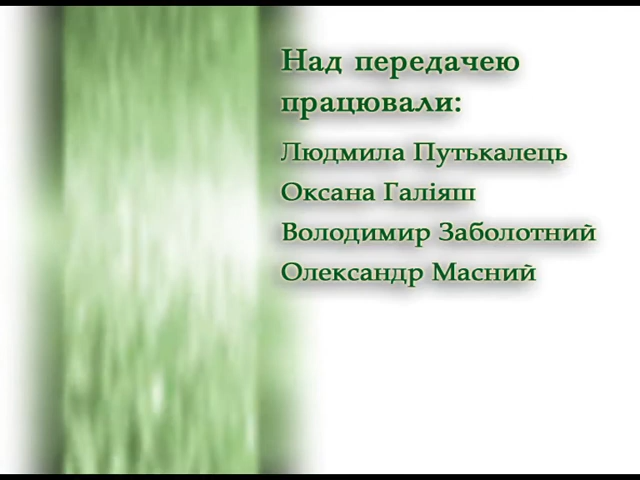 Над передачею
працювали:
Людмила Путькалець
Оксана Галіяш
Володимир Заболотний
Олександр Масний